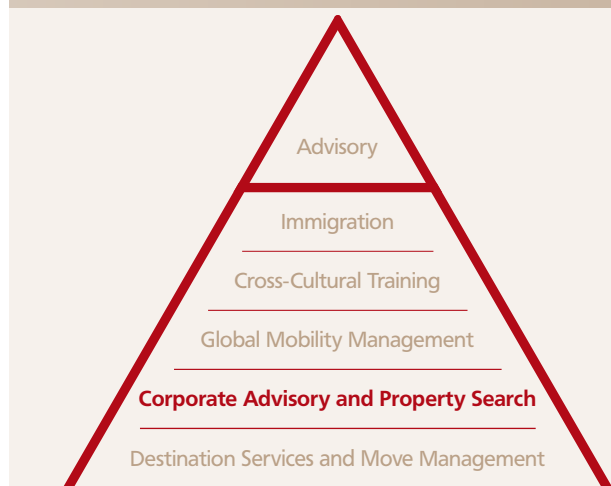 Advisory
Immigration
Cross-Cultural Training
Global Mobility Management
Corporate Advisory and Property Search
Destination Services and Move Management